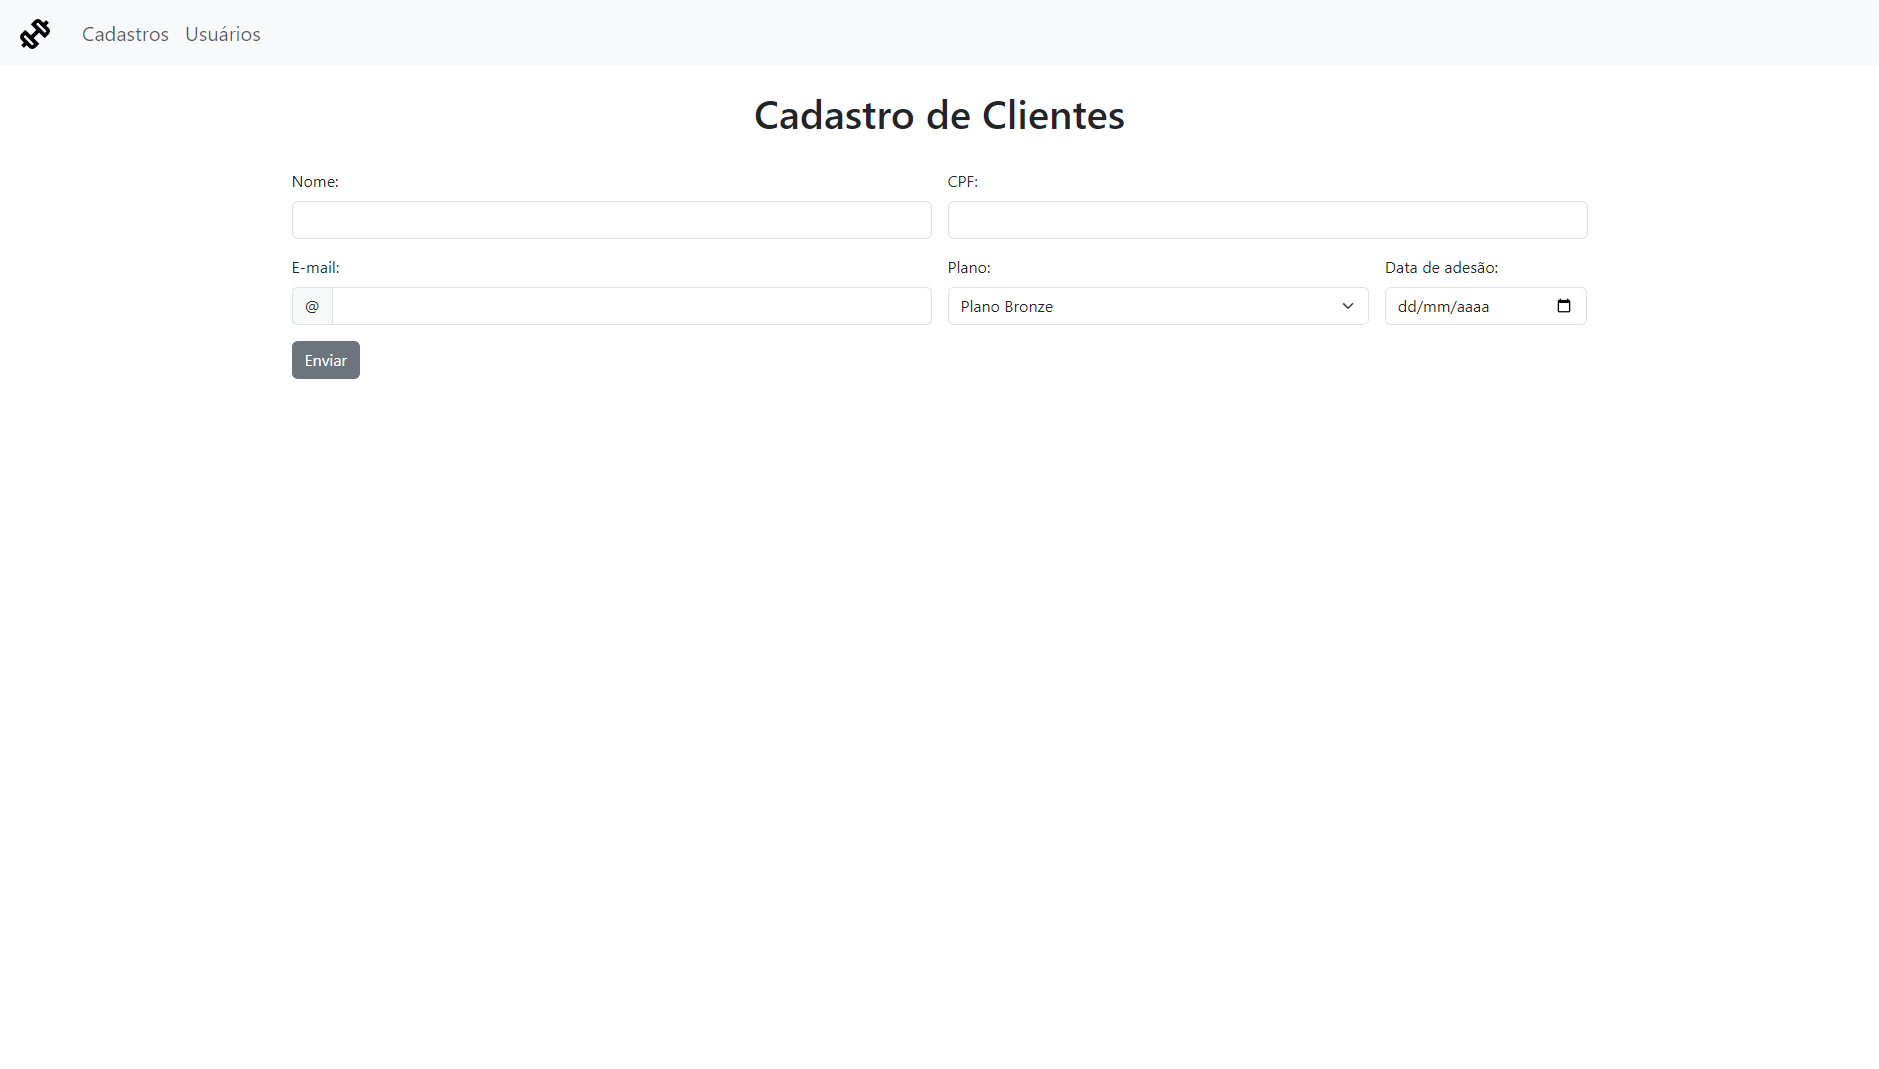 Cadastros Usuários
Cadastro de Clientes
Nome: CPF:
E-mail: Plano: Data de adesão:
@ Plano Bronze dd/mm/aaaa
Enviar